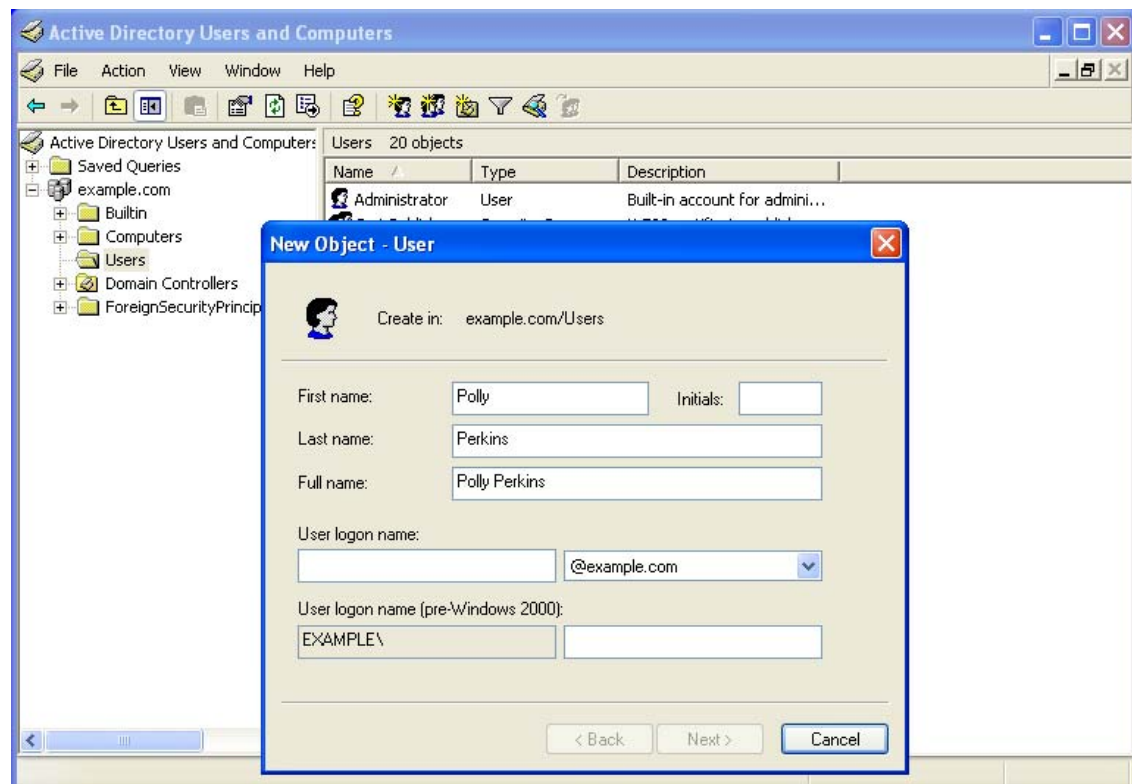 Active Directory Users and Computers
File Action View Window Help
Active Directory Users and Computers
Users 20 objects
Saved Queries
Name Type Description
example.com
Administrator User Built-in account for admini...
Builtin
Computers
Users
Domain Controllers
ForeignSecurityPrincip
New Object - User
Create in: example.com/Users
First name: Polly Initials:
Last name: Perkins
Full name: Polly Perkins
User logon name:
@example.com
User logon name (pre-Windows 2000):
EXAMPLE\
< Back Next > Cancel